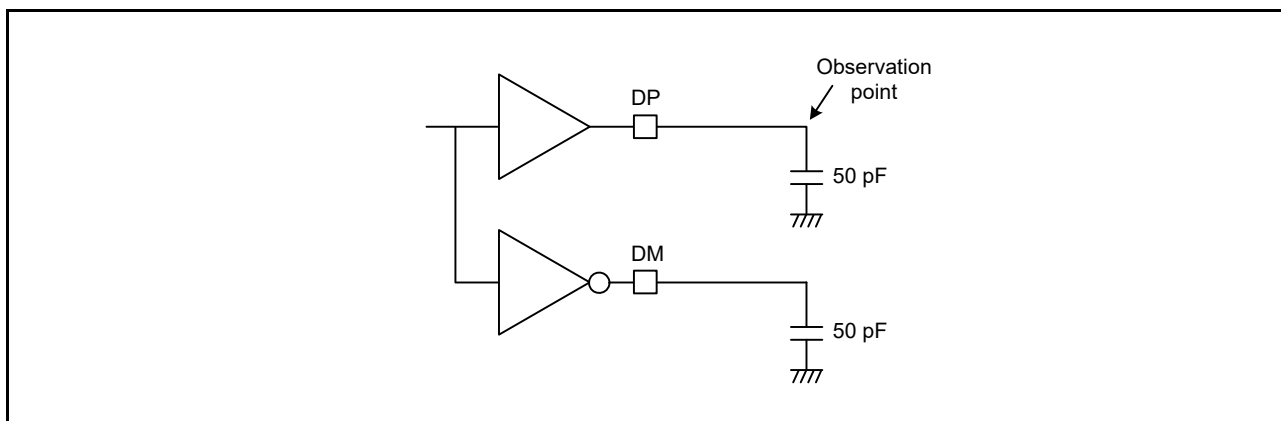 Observation
point
DP
50 pF
DM
50 pF